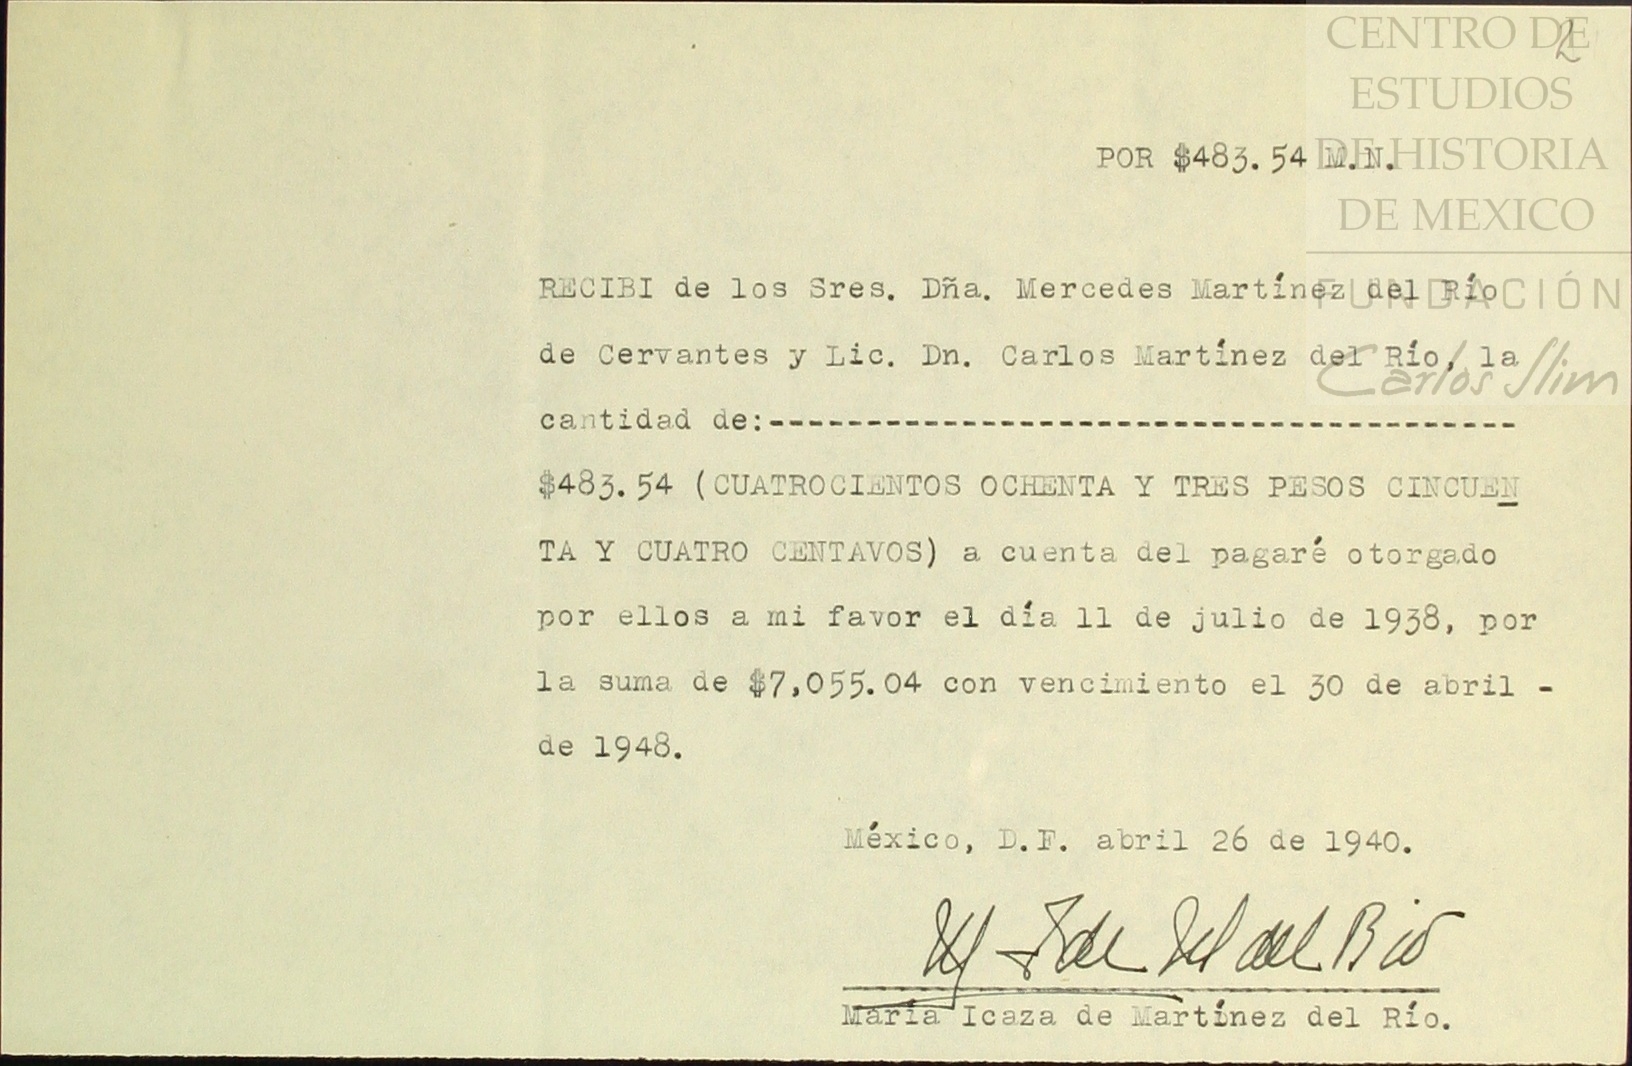 CENTRO DE
2
ESTUDIOS
DE HISTORIA
DE MEXICO
FUNDACIÓN
Carlos Slim
POR $483.54 M.N.
RECIBI de los Sres. Dña. Mercedes Martínez del Río
de Cervantes y Lic. Dn. Carlos Martínez del Río, la
cantidad de:---------------------------------------
$483.54 (CUATROCIENTOS OCHENTA Y TRES PESOS CINCUEN
TA Y CUATRO CENTAVOS) a cuenta del pagaré otorgado
por ellos a mi favor el día 11 de julio de 1938, por
la suma de $7,055.04 con vencimiento el 30 de abril -
de 1948.
México, D.F. abril 26 de 1940.
M I de M del Rio
María Icaza de Martínez del Río.